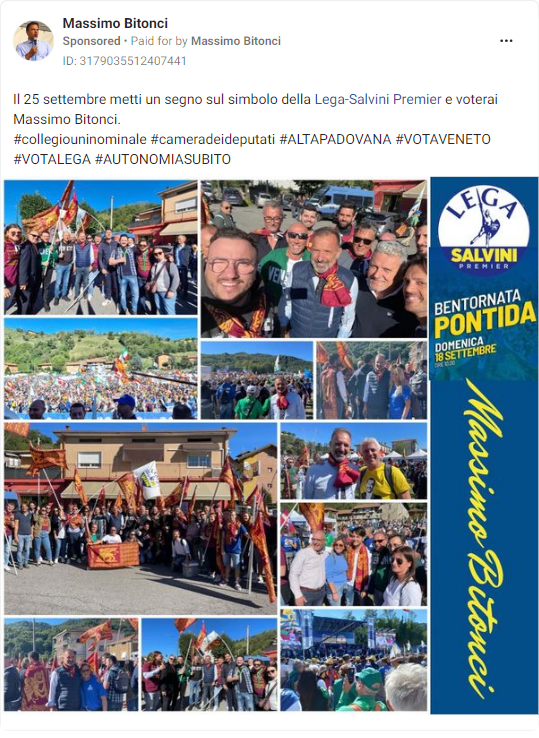 Massimo Bitonci
Sponsored • Paid for by Massimo Bitonci
ID: 3179035512407441
Il 25 settembre metti un segno sul simbolo della Lega-Salvini Premier e voterai
Massimo Bitonci.
#collegiouninominale #cameradeideputati #ALTAPADOVANA #VOTAVENETO
#VOTALEGA #AUTONOMIASUBITO
LEGA
SALVINI
PREMIER
BENTORNATA
PONTIDA
DOMENICA
18 SETTEMBRE
Massimo Bitonci